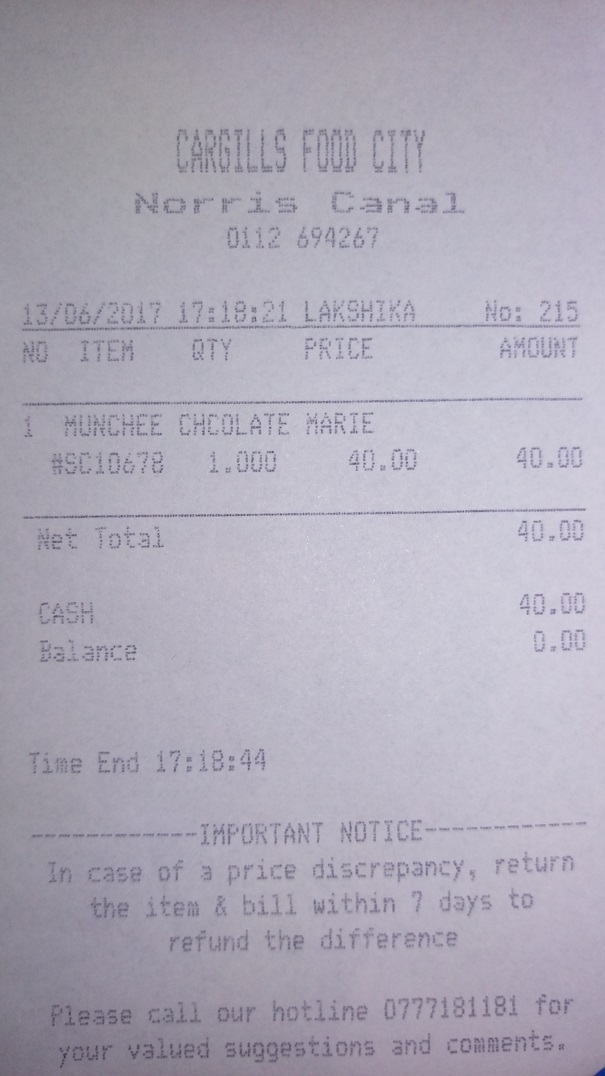 CARGILLS FOOD CITY
Norris Canal
0112 694267
13/06/2017 17:18:21 LAKSHIKA No: 215
NO ITEM QTY PRICE AMOUNT
1 MUNCHEE CHCOLATE MARIE
#SC10678 1.000 40.00 40.00
Net Total 40.00
CASH 40.00
Balance 0.00
Time End 17:18:44
------------IMPORTANT NOTICE------------
In case of a price discrepancy, return
the item & bill within 7 days to
refund the difference
Please call our hotline 0777181181 for
your valued suggestions and comments.